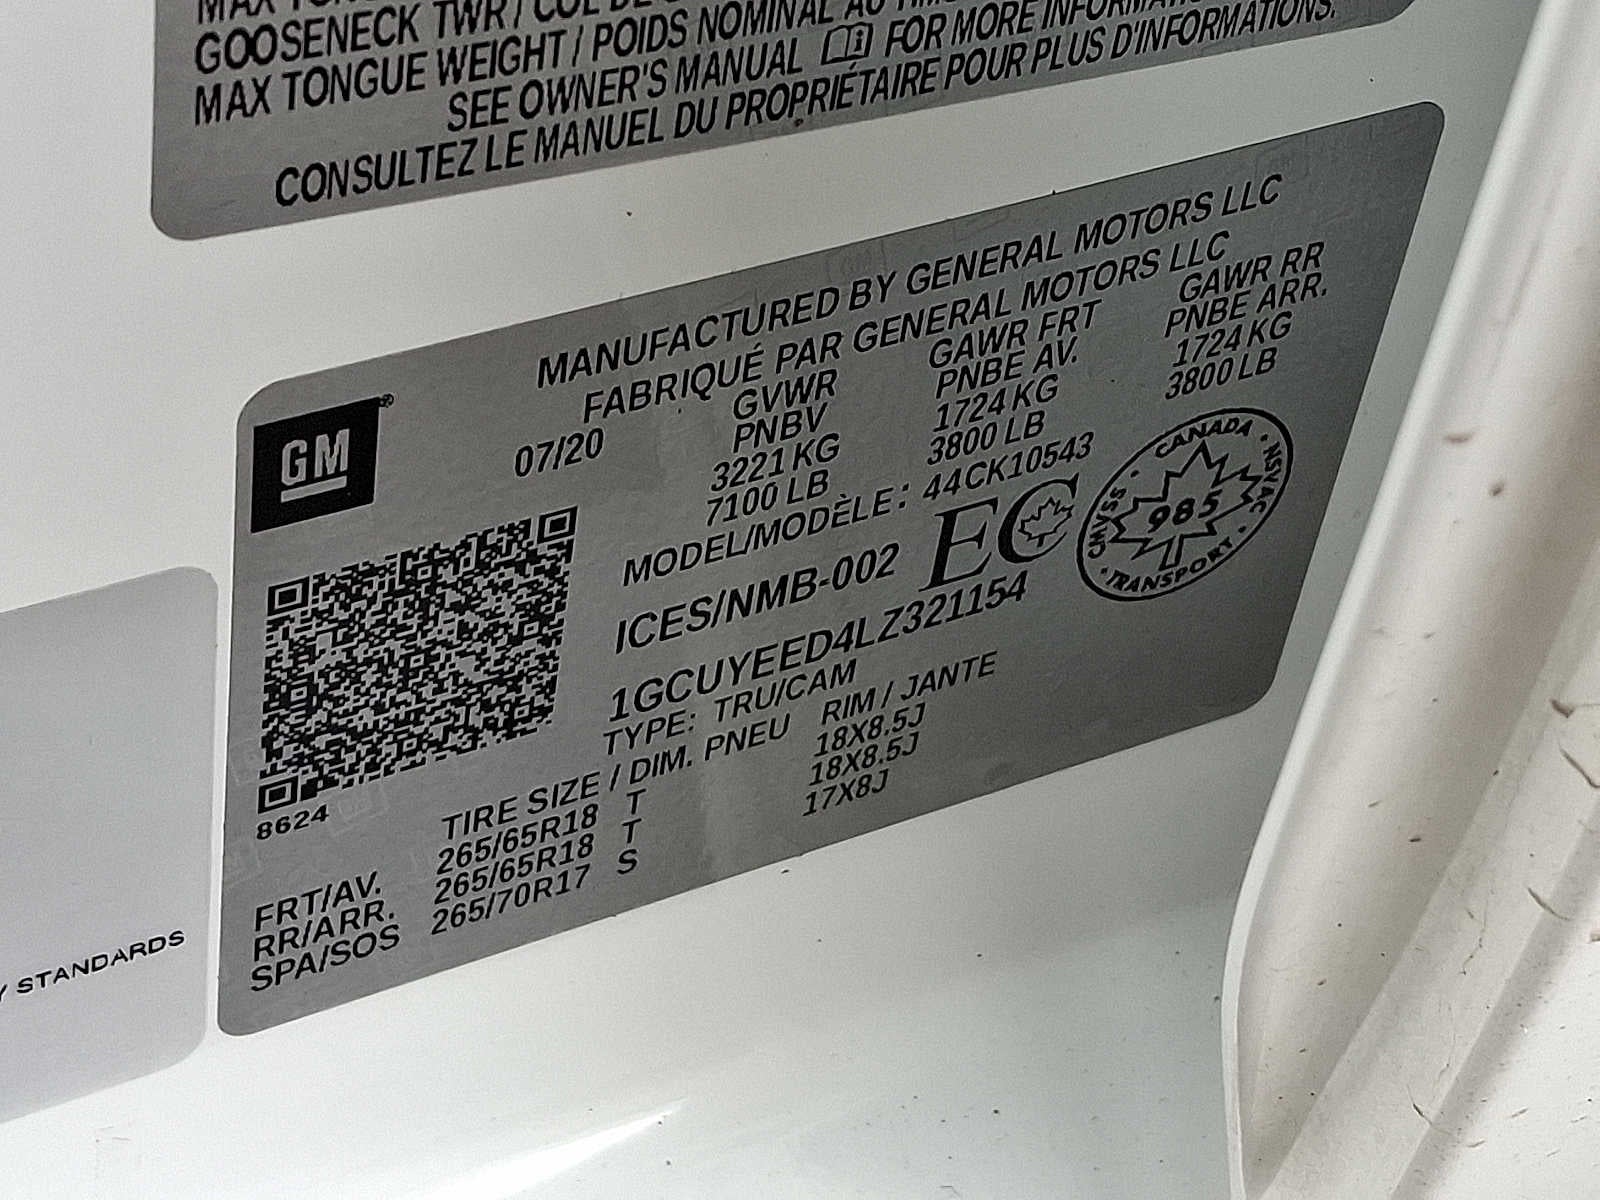 GOOSENECK TWR / COL DE
MAX TONGUE WEIGHT / POIDS NOMINAL AU
SEE OWNER'S MANUAL FOR MORE
CONSULTEZ LE MANUEL DU PROPRIÉTAIRE POUR PLUS D'INFORMATIONS.
MANUFACTURED BY GENERAL MOTORS LLC
FABRIQUÉ PAR GENERAL MOTORS LLC
GM®
07/20 GVWR GAWR FRT GAWR RR
PNBV PNBE AV. PNBE ARR.
3221 KG 1724 KG 1724 KG
7100 LB 3800 LB 3800 LB
MODEL/MODÈLE: 44CK10543
ICES/NMB-002 EC
CANADA • NSVAC • TRANSPORT • CMVSS •
985
1GCUYEED4LZ321154
TYPE: TRU/CAM
TIRE SIZE / DIM. PNEU RIM / JANTE
8624
FRT/AV. 265/65R18 T 18X8.5J
RR/ARR. 265/65R18 T 18X8.5J
SPA/SOS 265/70R17 S 17X8J
Y STANDARDS